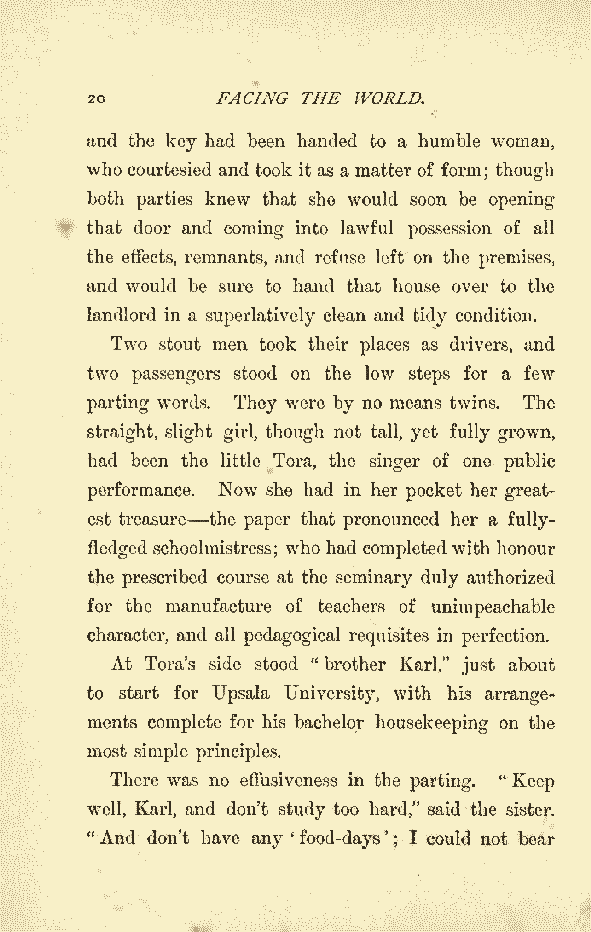 20 FACING THE WORLD.
and the key had been handed to a humble woman,
who courtesied and took it as a matter of form; though
both parties knew that she would soon be opening
that door and coming into lawful possession of all
the effects, remnants, and refuse left on the premises,
and would be sure to hand that house over to the
landlord in a superlatively clean and tidy condition.
Two stout men took their places as drivers, and
two passengers stood on the low steps for a few
parting words. They were by no means twins. The
straight, slight girl, though not tall, yet fully grown,
had been the little Tora, the singer of one public
performance. Now she had in her pocket her great-
est treasure—the paper that pronounced her a fully-
fledged schoolmistress; who had completed with honour
the prescribed course at the seminary duly authorized
for the manufacture of teachers of unimpeachable
character, and all pedagogical requisites in perfection.
At Tora's side stood "brother Karl," just about
to start for Upsala University, with his arrange-
ments complete for his bachelor housekeeping on the
most simple principles.
There was no effusiveness in the parting. "Keep
well, Karl, and don't study too hard," said the sister.
"And don't have any 'food-days'; I could not bear